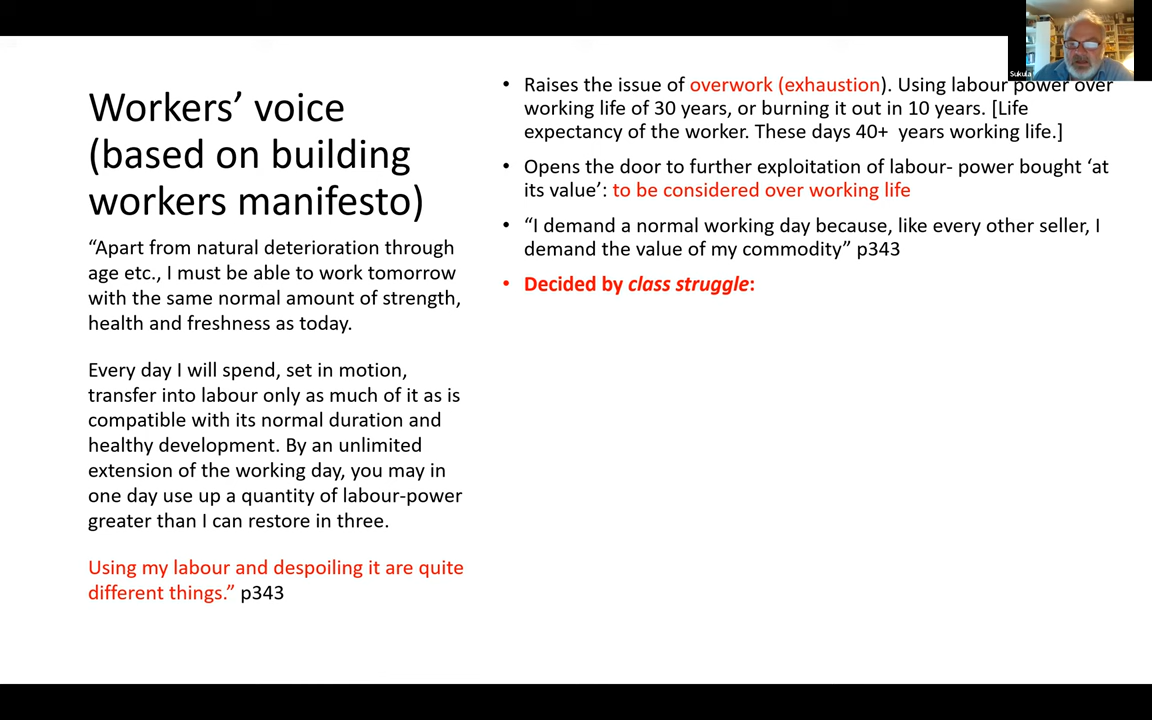 Workers’ voice
(based on building
workers manifesto)
“Apart from natural deterioration through
age etc., I must be able to work tomorrow
with the same normal amount of strength,
health and freshness as today.
Every day I will spend, set in motion,
transfer into labour only as much of it as is
compatible with its normal duration and
healthy development. By an unlimited
extension of the working day, you may in
one day use up a quantity of labour-power
greater than I can restore in three.
Using my labour and despoiling it are quite
different things.” p343
• Raises the issue of overwork (exhaustion). Using labour power over
working life of 30 years, or burning it out in 10 years. [Life
expectancy of the worker. These days 40+  years working life.]
• Opens the door to further exploitation of labour- power bought ‘at
its value’: to be considered over working life
• “I demand a normal working day because, like every other seller, I
demand the value of my commodity” p343
• Decided by class struggle:
Sukula